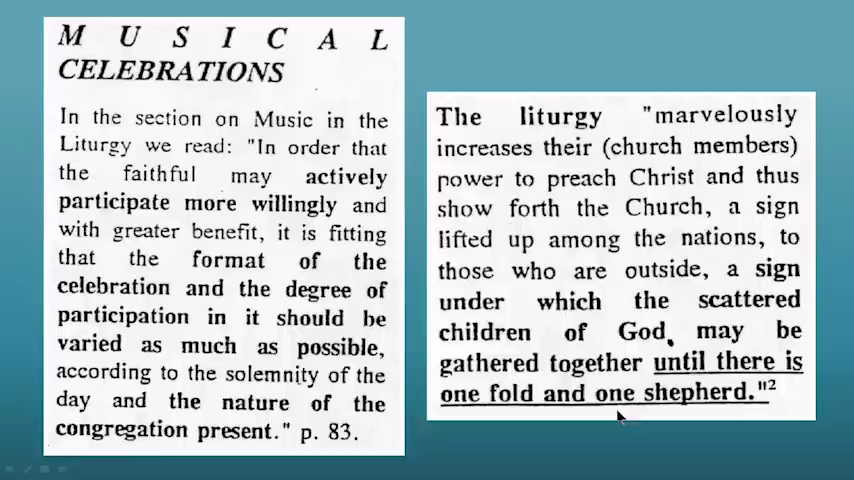 MUSICAL
CELEBRATIONS
In the section on Music in the
Liturgy we read: "In order that
the faithful may actively
participate more willingly and
with greater benefit, it is fitting
that the format of the
celebration and the degree of
participation in it should be
varied as much as possible,
according to the solemnity of the
day and the nature of the
congregation present." p. 83.
The liturgy "marvelously
increases their (church members)
power to preach Christ and thus
show forth the Church, a sign
lifted up among the nations, to
those who are outside, a sign
under which the scattered
children of God, may be
gathered together until there is
one fold and one shepherd."²